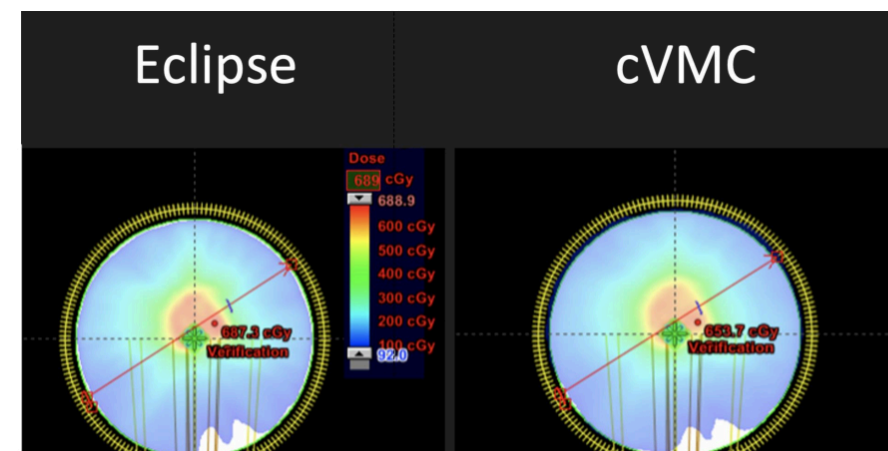 Eclipse
cVMC
Dose
689 cGy
688.9
600 cGy
500 cGy
400 cGy
300 cGy
200 cGy
100 cGy
92.0
687.3 cGy
Verification
653.7 cGy
Verification